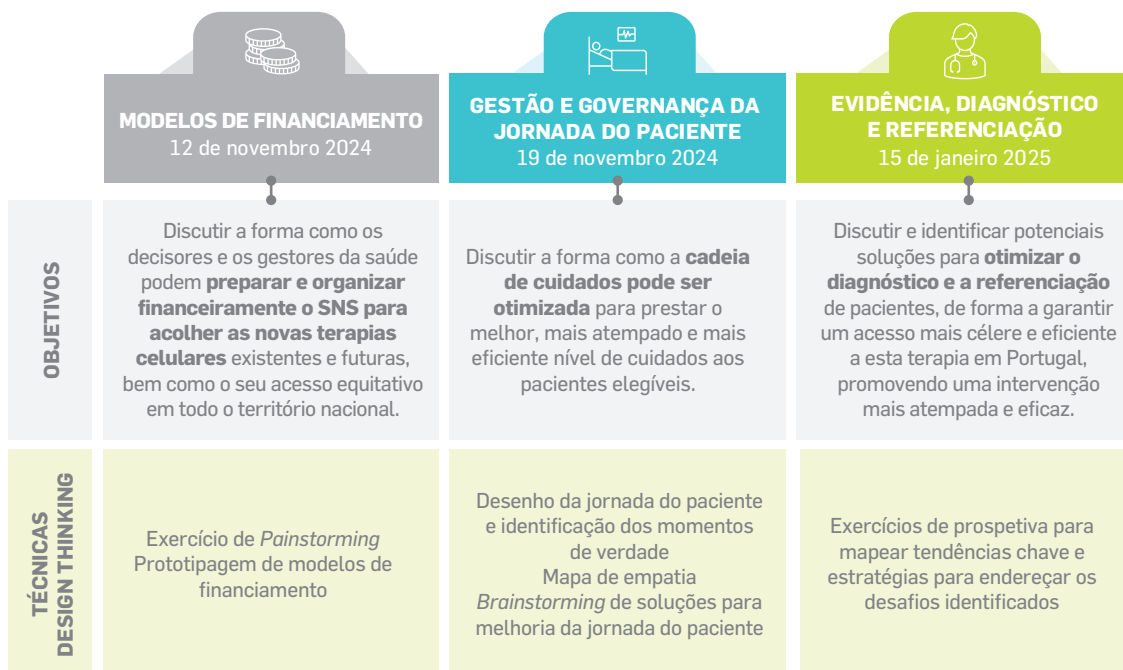 MODELOS DE FINANCIAMENTO
12 de novembro 2024
GESTÃO E GOVERNANÇA DA
JORNADA DO PACIENTE
19 de novembro 2024
EVIDÊNCIA, DIAGNÓSTICO
E REFERENCIAÇÃO
15 de janeiro 2025
OBJETIVOS
Discutir a forma como os
decisores e os gestores da saúde
podem preparar e organizar
financeiramente o SNS para
acolher as novas terapias
celulares existentes e futuras,
bem como o seu acesso equitativo
em todo o território nacional.
Discutir a forma como a cadeia
de cuidados pode ser
otimizada para prestar o
melhor, mais atempado e mais
eficiente nível de cuidados aos
pacientes elegíveis.
Discutir e identificar potenciais
soluções para otimizar o
diagnóstico e a referenciação
de pacientes, de forma a garantir
um acesso mais célere e eficiente
a esta terapia em Portugal,
promovendo uma intervenção
mais atempada e eficaz.
TÉCNICAS
DESIGN THINKING
Exercício de Painstorming
Prototipagem de modelos de
financiamento
Desenho da jornada do paciente
e identificação dos momentos
de verdade
Mapa de empatia
Brainstorming de soluções para
melhoria da jornada do paciente
Exercícios de prospetiva para
mapear tendências chave e
estratégias para endereçar os
desafios identificados